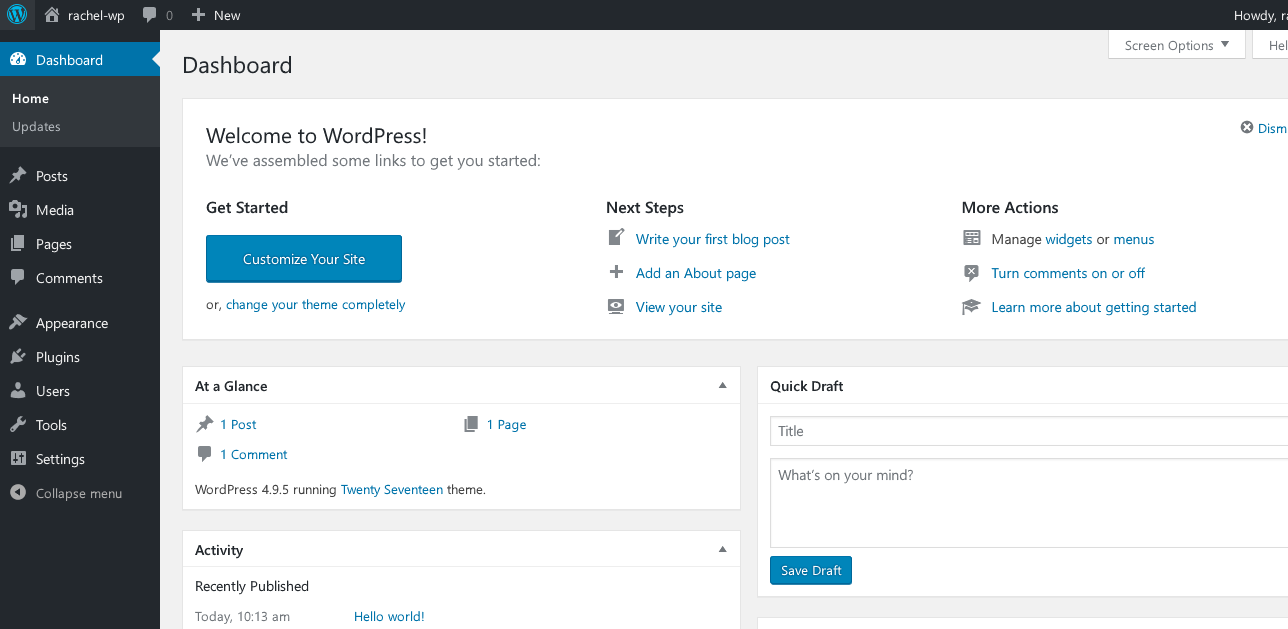 rachel-wp 0 New Howdy, ra
Dashboard
Home
Updates
Posts
Media
Pages
Comments
Appearance
Plugins
Users
Tools
Settings
Collapse menu
Screen Options Hel
Dashboard
Welcome to WordPress!
Dism
We've assembled some links to get you started:
Get Started
Customize Your Site
or, change your theme completely
Next Steps
Write your first blog post
Add an About page
View your site
More Actions
Manage widgets or menus
Turn comments on or off
Learn more about getting started
At a Glance
1 Post 1 Page
1 Comment
WordPress 4.9.5 running Twenty Seventeen theme.
Activity
Recently Published
Today, 10:13 am Hello world!
Quick Draft
Title
What's on your mind?
Save Draft